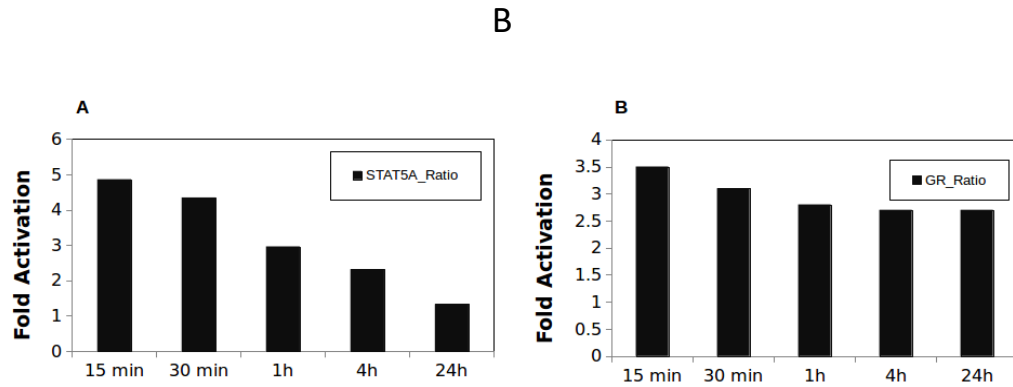 B
A
6
5
4
3
2
1
0
Fold Activation
STAT5A_Ratio
15 min 30 min 1h 4h 24h
B
4
3.5
3
2.5
2
1.5
1
0.5
0
Fold Activation
GR_Ratio
15 min 30 min 1h 4h 24h